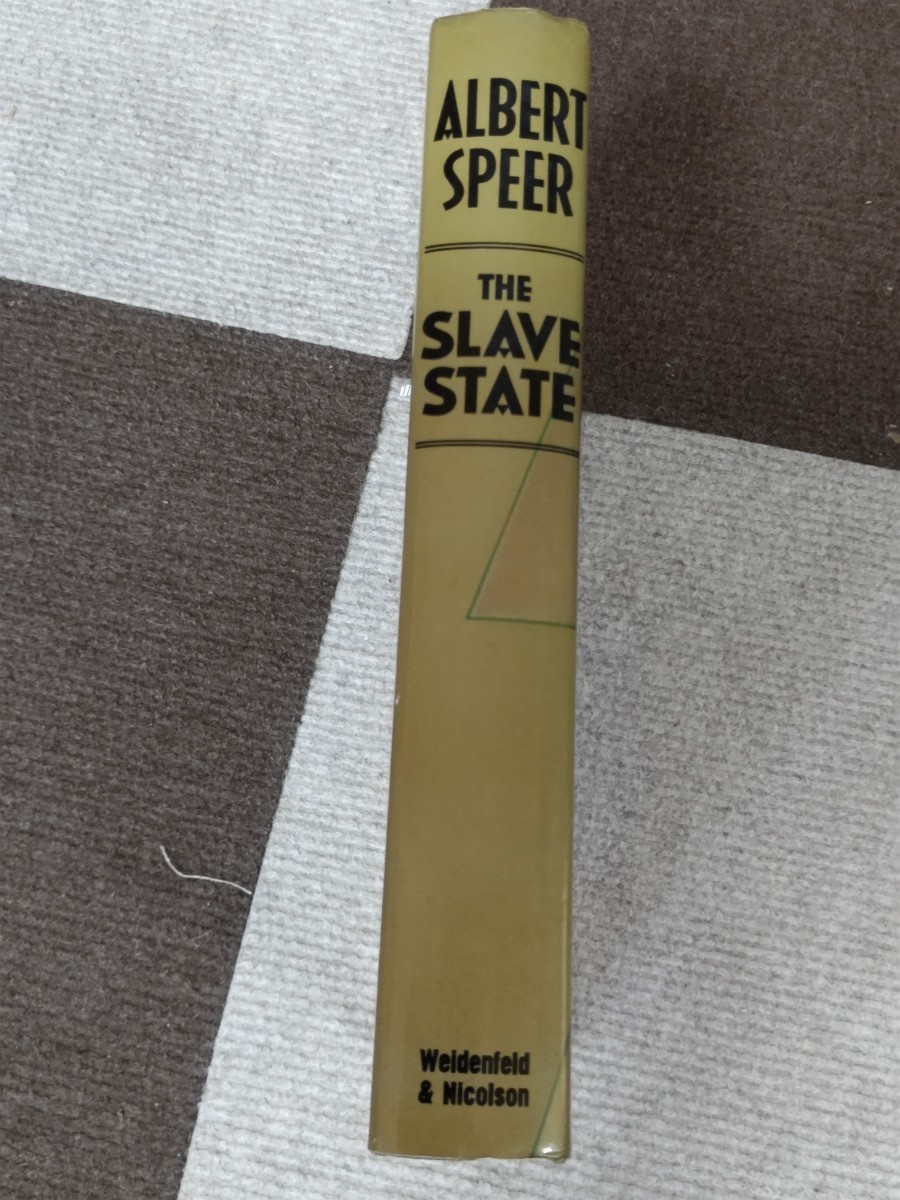 ALBERT
SPEER
THE
SLAVE
STATE
Weidenfeld
& Nicolson